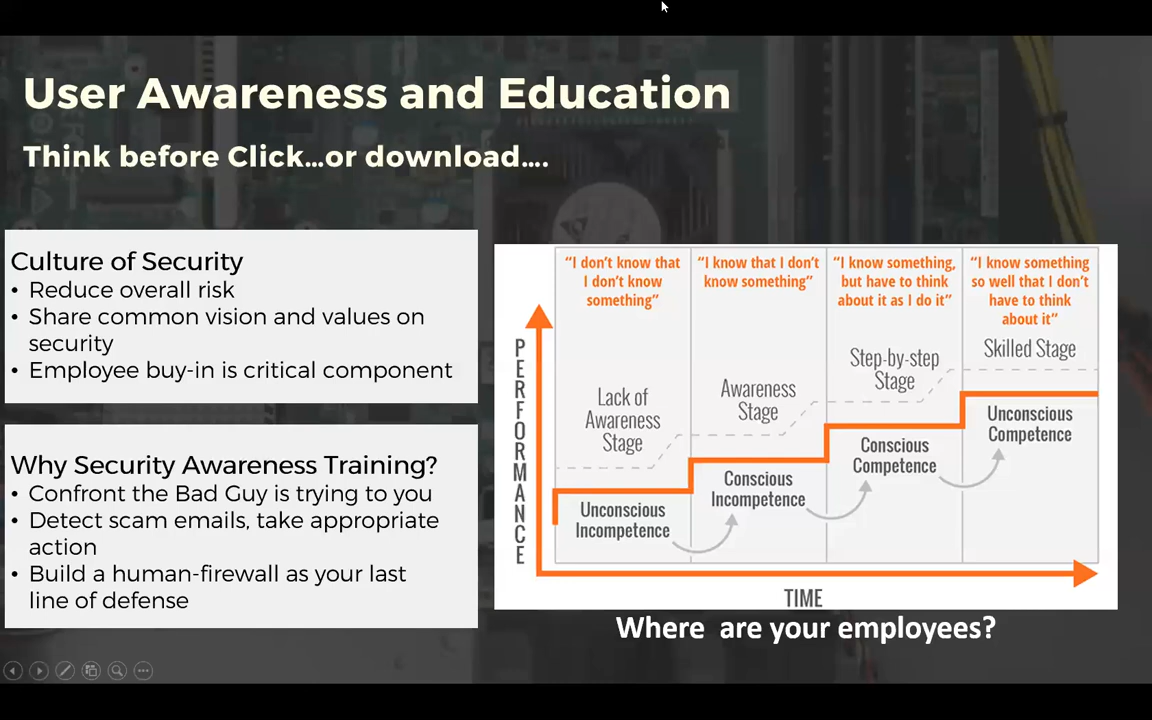 User Awareness and Education
Think before Click...or download....
Culture of Security
• Reduce overall risk
• Share common vision and values on
security
• Employee buy-in is critical component
Why Security Awareness Training?
• Confront the Bad Guy is trying to you
• Detect scam emails, take appropriate
action
• Build a human-firewall as your last
line of defense
PERFORMANCE
“I don’t know that
I don’t know
something”
Lack of
Awareness
Stage
Unconscious
Incompetence
“I know that I don’t
know something”
Awareness
Stage
Conscious
Incompetence
“I know something,
but have to think
about it as I do it”
Step-by-step
Stage
Conscious
Competence
“I know something
so well that I don’t
have to think
about it”
Skilled Stage
Unconscious
Competence
TIME
Where are your employees?